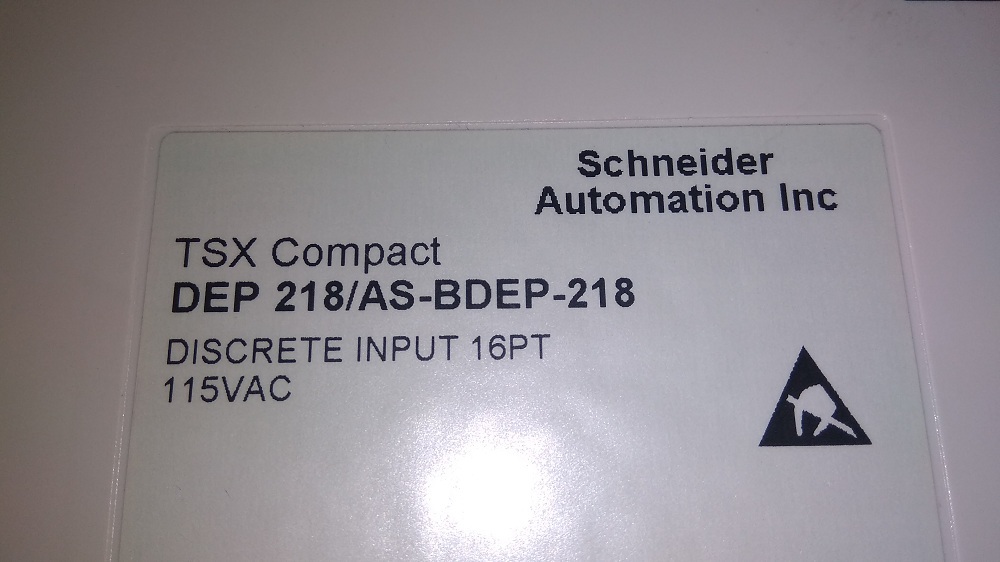 Schneider
Automation Inc
TSX Compact
DEP 218/AS-BDEP-218
DISCRETE INPUT 16PT
115VAC